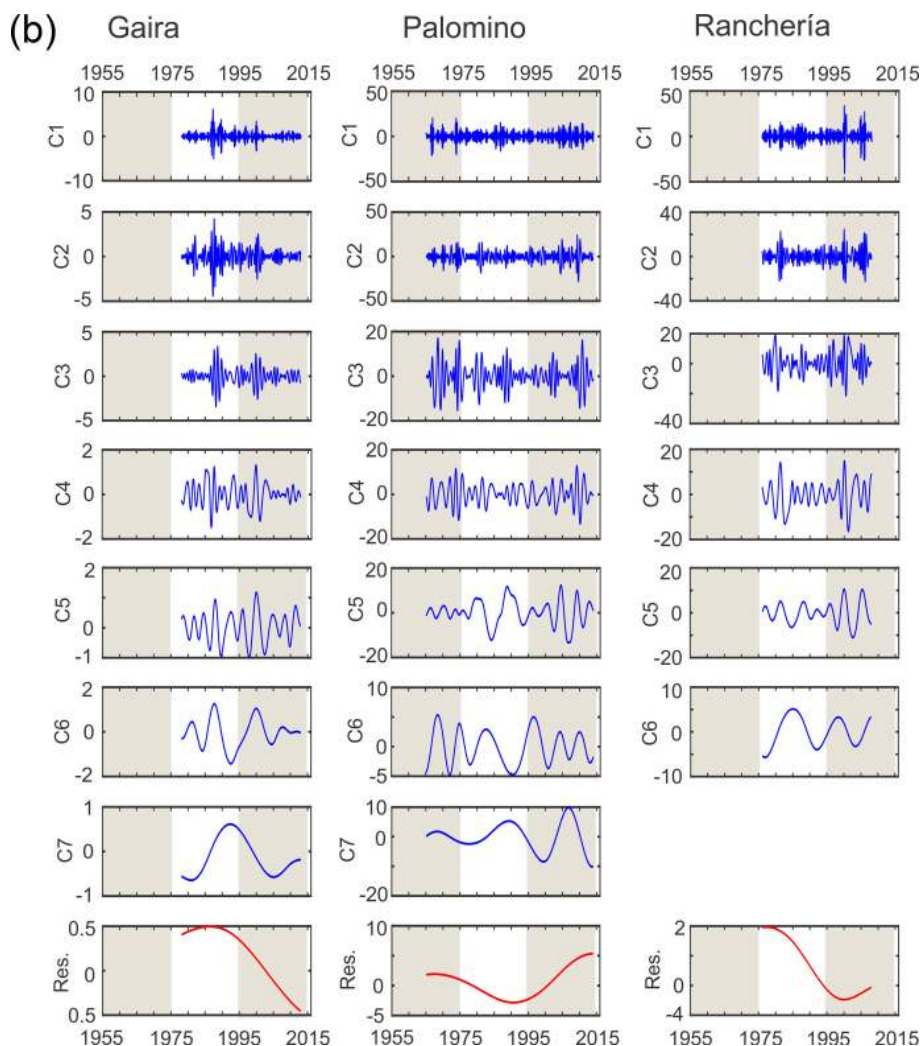 (b) Gaira Palomino Ranchería
1955 1975 1995 2015 1955 1975 1995 2015 1955 1975 1995 2015
10 50 50
C1 0 C1 0 C1 0
-10 -50 -50
5 50 40
C2 0 C2 0 C2 0
-5 -50 -40
5 20 20
C3 0 C3 0 C3 0
-5 -20 -40
2 20 20
C4 0 C4 0 C4 0
-2 -20 -20
2 20 20
C5 0 C5 0 C5 0
-1 -20 -20
2 10 10
C6 0 C6 0 C6 0
-2 -5 -10
1 10
C7 0 C7 0
-1 -20
0.5 10 2
Res. 0 Res. 0 Res. 0
0.5 -5 -4
1955 1975 1995 2015 1955 1975 1995 2015 1955 1975 1995 2015